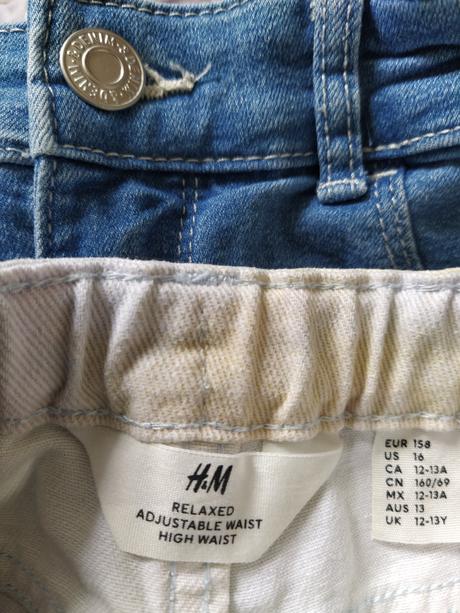 DENIM
H&M
RELAXED
ADJUSTABLE WAIST
HIGH WAIST
EUR 158
US 16
CA 12-13A
CN 160/69
MX 12-13A
AUS 13
UK 12-13Y